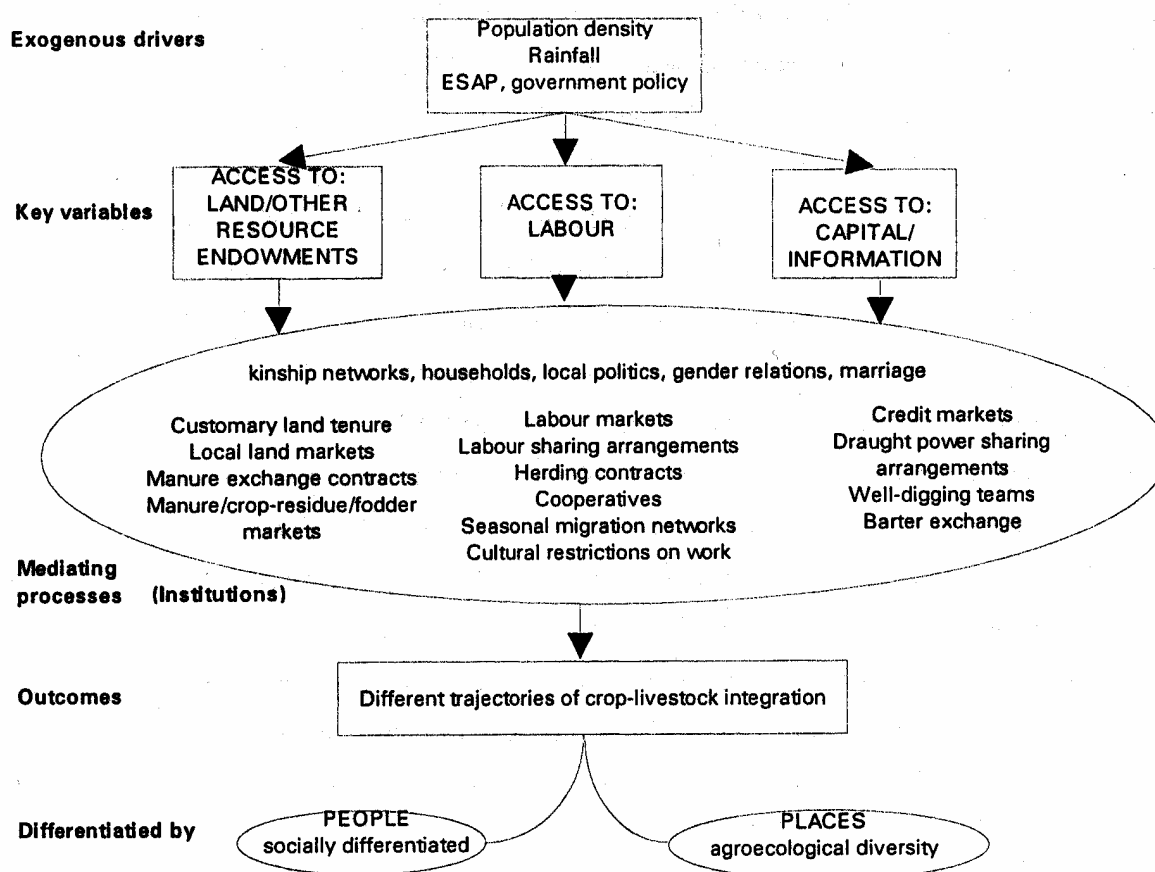 Exogenous drivers
Population density
Rainfall
ESAP, government policy
Key variables
ACCESS TO:
LAND/OTHER
RESOURCE
ENDOWMENTS
ACCESS TO:
LABOUR
ACCESS TO:
CAPITAL/
INFORMATION
kinship networks, households, local politics, gender relations, marriage
Customary land tenure
Local land markets
Manure exchange contracts
Manure/crop-residue/fodder
markets
Labour markets
Labour sharing arrangements
Herding contracts
Cooperatives
Seasonal migration networks
Cultural restrictions on work
Credit markets
Draught power sharing
arrangements
Well-digging teams
Barter exchange
Mediating
processes (Institutions)
Outcomes
Different trajectories of crop-livestock integration
Differentiatied by
PEOPLE
socially differentiated
PLACES
agroecological diversity